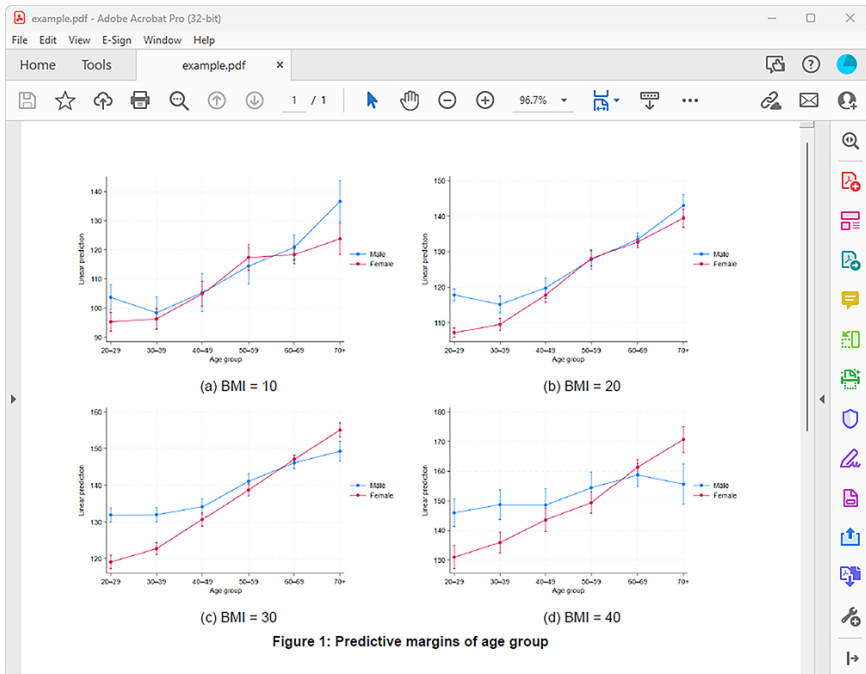 example.pdf - Adobe Acrobat Pro (32-bit)
File Edit View E-Sign Window Help
Home Tools example.pdf ×
1 / 1 96.7%
140
130
120
110
100
90
Linear prediction
20–29 30–39 40–49 50–59 60–69 70+
Age group
Male
Female
(a) BMI = 10
150
140
130
120
110
Linear prediction
20–29 30–39 40–49 50–59 60–69 70+
Age group
Male
Female
(b) BMI = 20
160
150
140
130
120
Linear prediction
20–29 30–39 40–49 50–59 60–69 70+
Age group
Male
Female
(c) BMI = 30
180
170
160
150
140
130
Linear prediction
20–29 30–39 40–49 50–59 60–69 70+
Age group
Male
Female
(d) BMI = 40
Figure 1: Predictive margins of age group